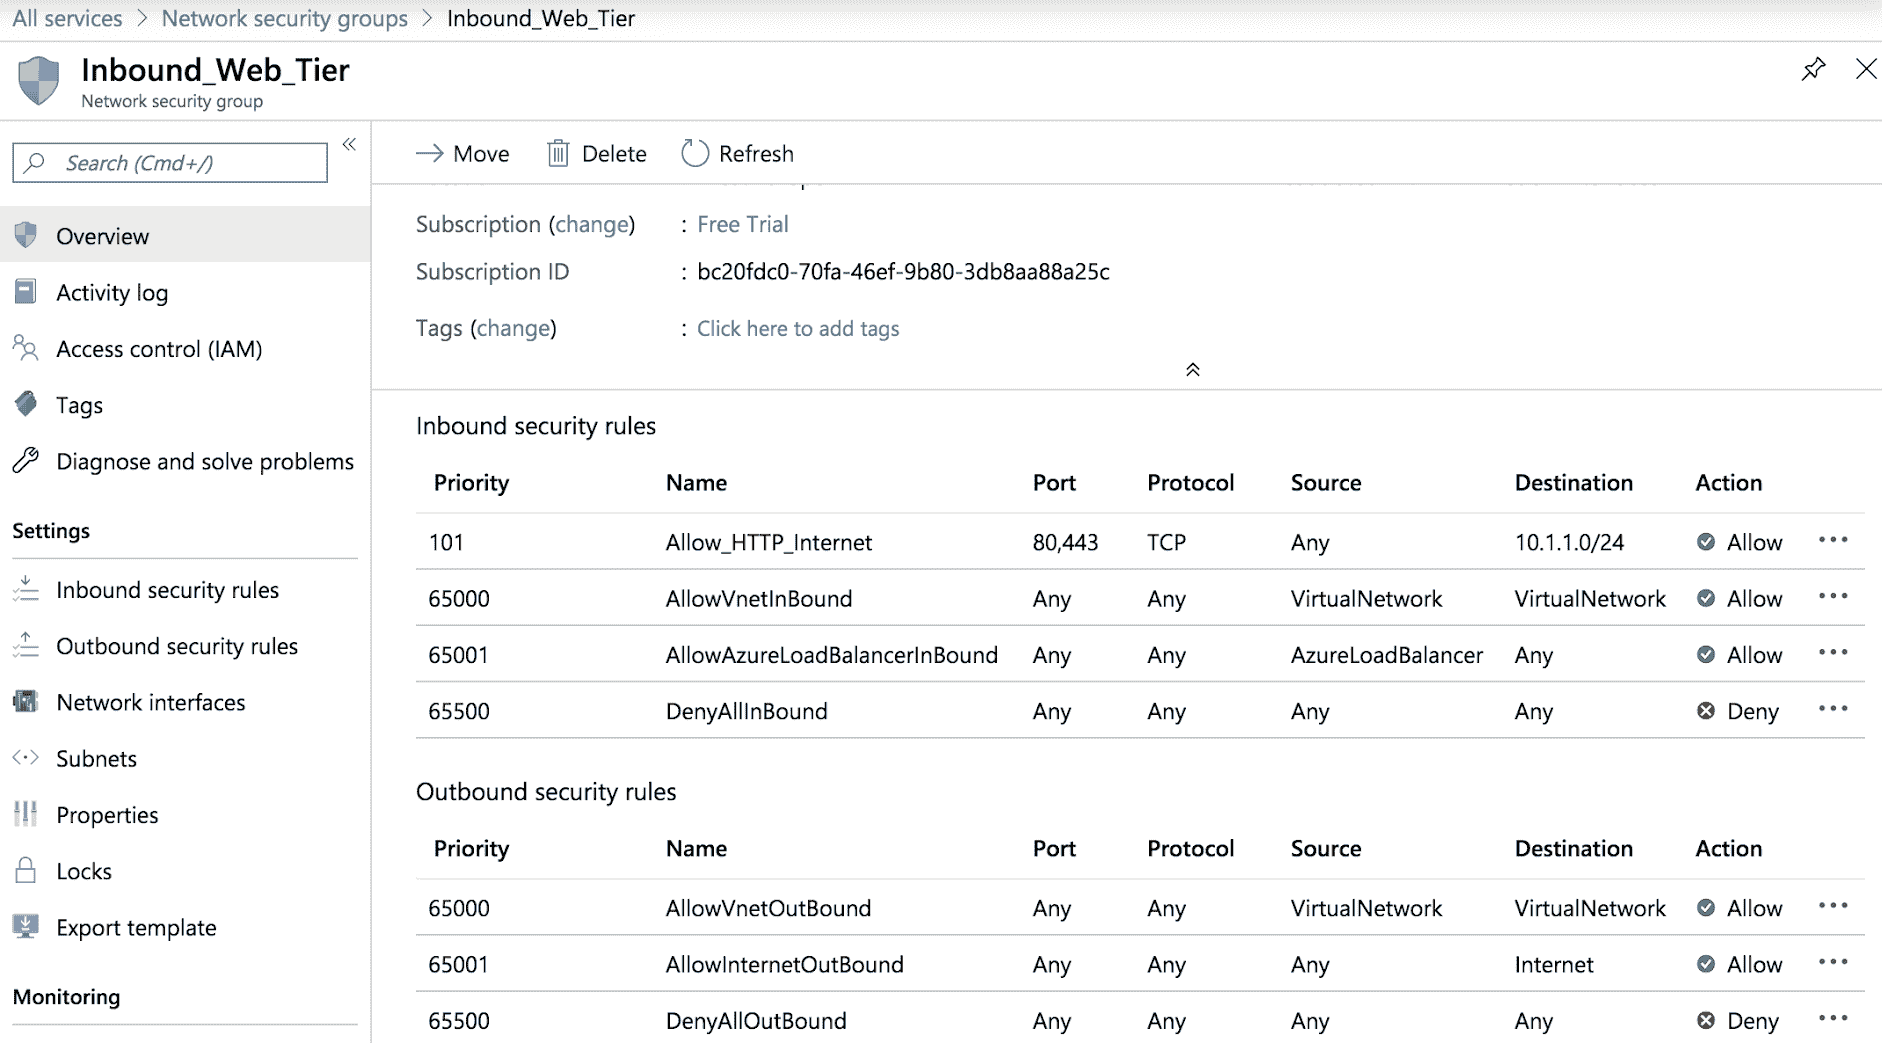 All services > Network security groups > Inbound_Web_Tier
Inbound_Web_Tier
Network security group
Search (Cmd+/)
Overview
Activity log
Access control (IAM)
Tags
Diagnose and solve problems
Settings
Inbound security rules
Outbound security rules
Network interfaces
Subnets
Properties
Locks
Export template
Monitoring
Move Delete Refresh
Subscription (change) : Free Trial
Subscription ID : bc20fdc0-70fa-46ef-9b80-3db8aa88a25c
Tags (change) : Click here to add tags
Inbound security rules
Priority Name Port Protocol Source Destination Action
101 Allow_HTTP_Internet 80,443 TCP Any 10.1.1.0/24 Allow
65000 AllowVnetInBound Any Any VirtualNetwork VirtualNetwork Allow
65001 AllowAzureLoadBalancerInBound Any Any AzureLoadBalancer Any Allow
65500 DenyAllInBound Any Any Any Any Deny
Outbound security rules
Priority Name Port Protocol Source Destination Action
65000 AllowVnetOutBound Any Any VirtualNetwork VirtualNetwork Allow
65001 AllowInternetOutBound Any Any Any Internet Allow
65500 DenyAllOutBound Any Any Any Any Deny